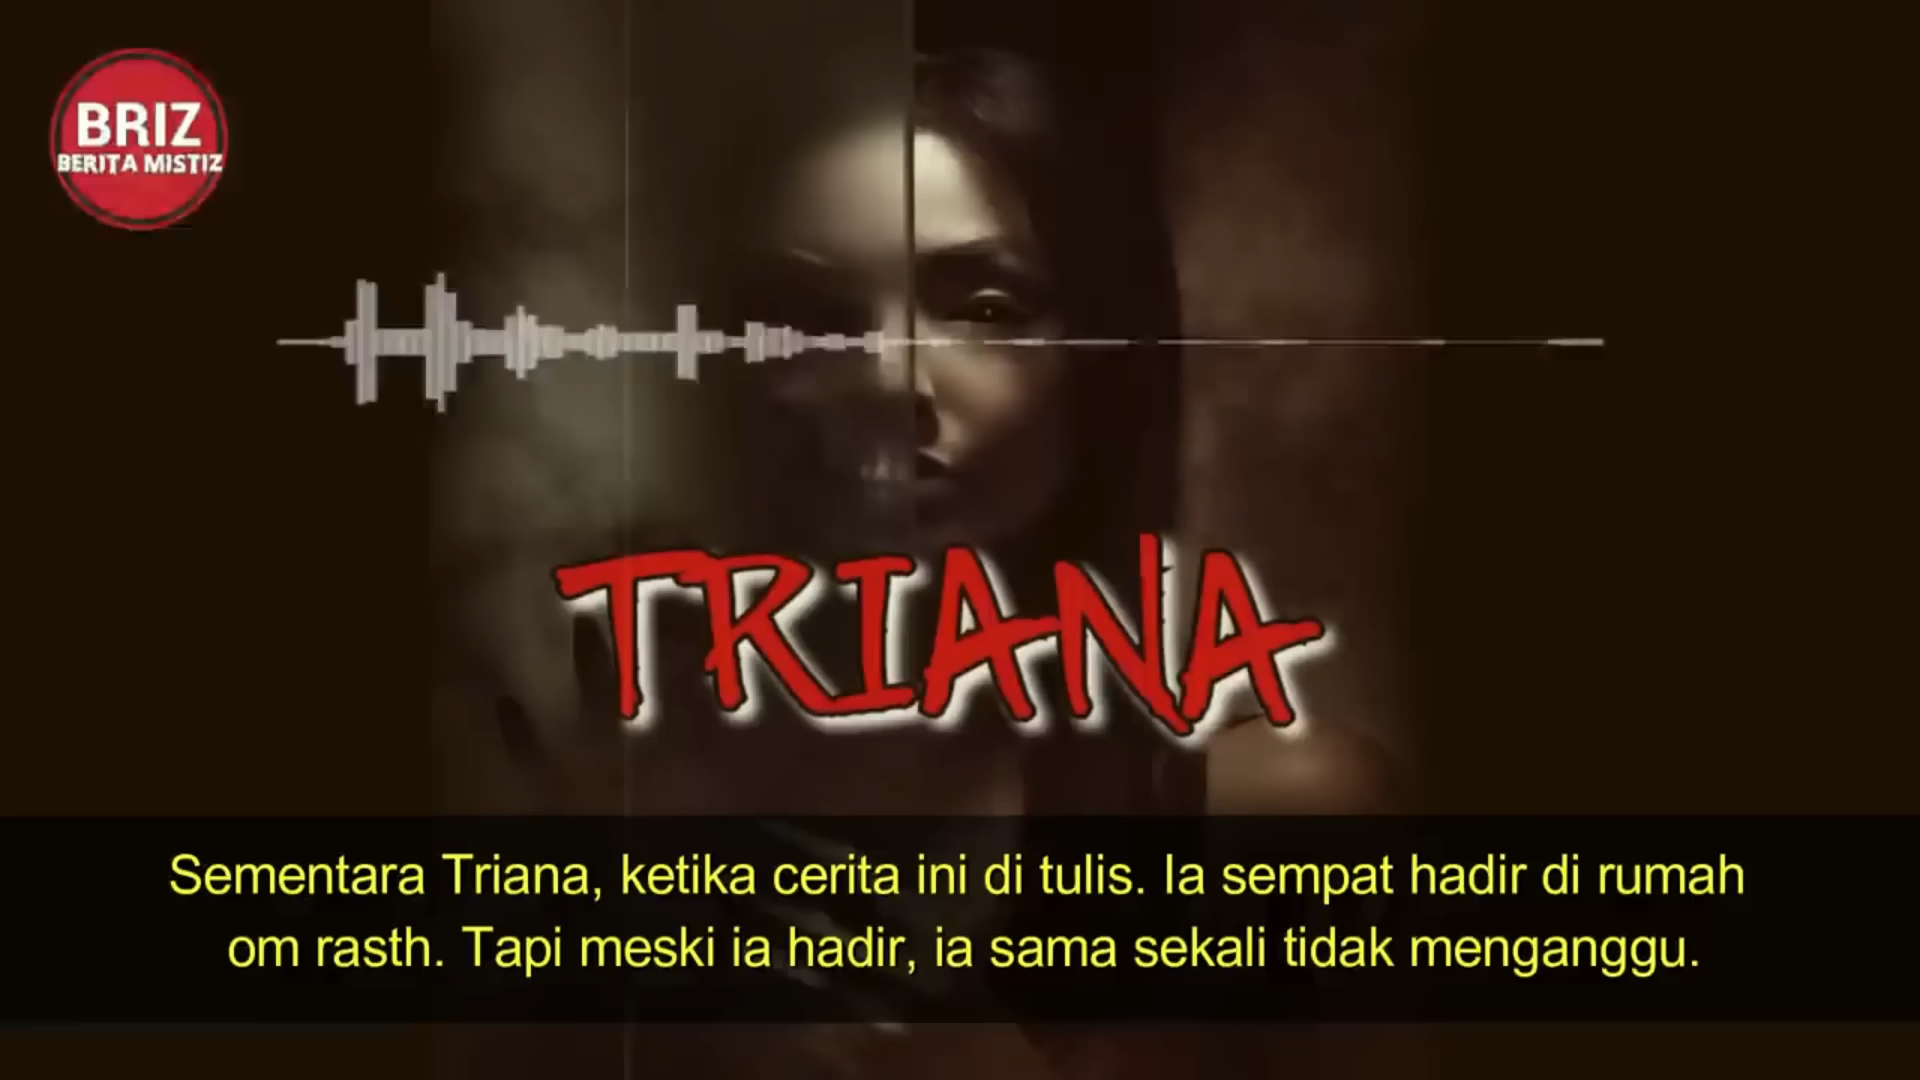 BRIZ
BERITA MISTIZ
TRIANA
Sementara Triana, ketika cerita ini di tulis. Ia sempat hadir di rumah
om rasth. Tapi meski ia hadir, ia sama sekali tidak menganggu.